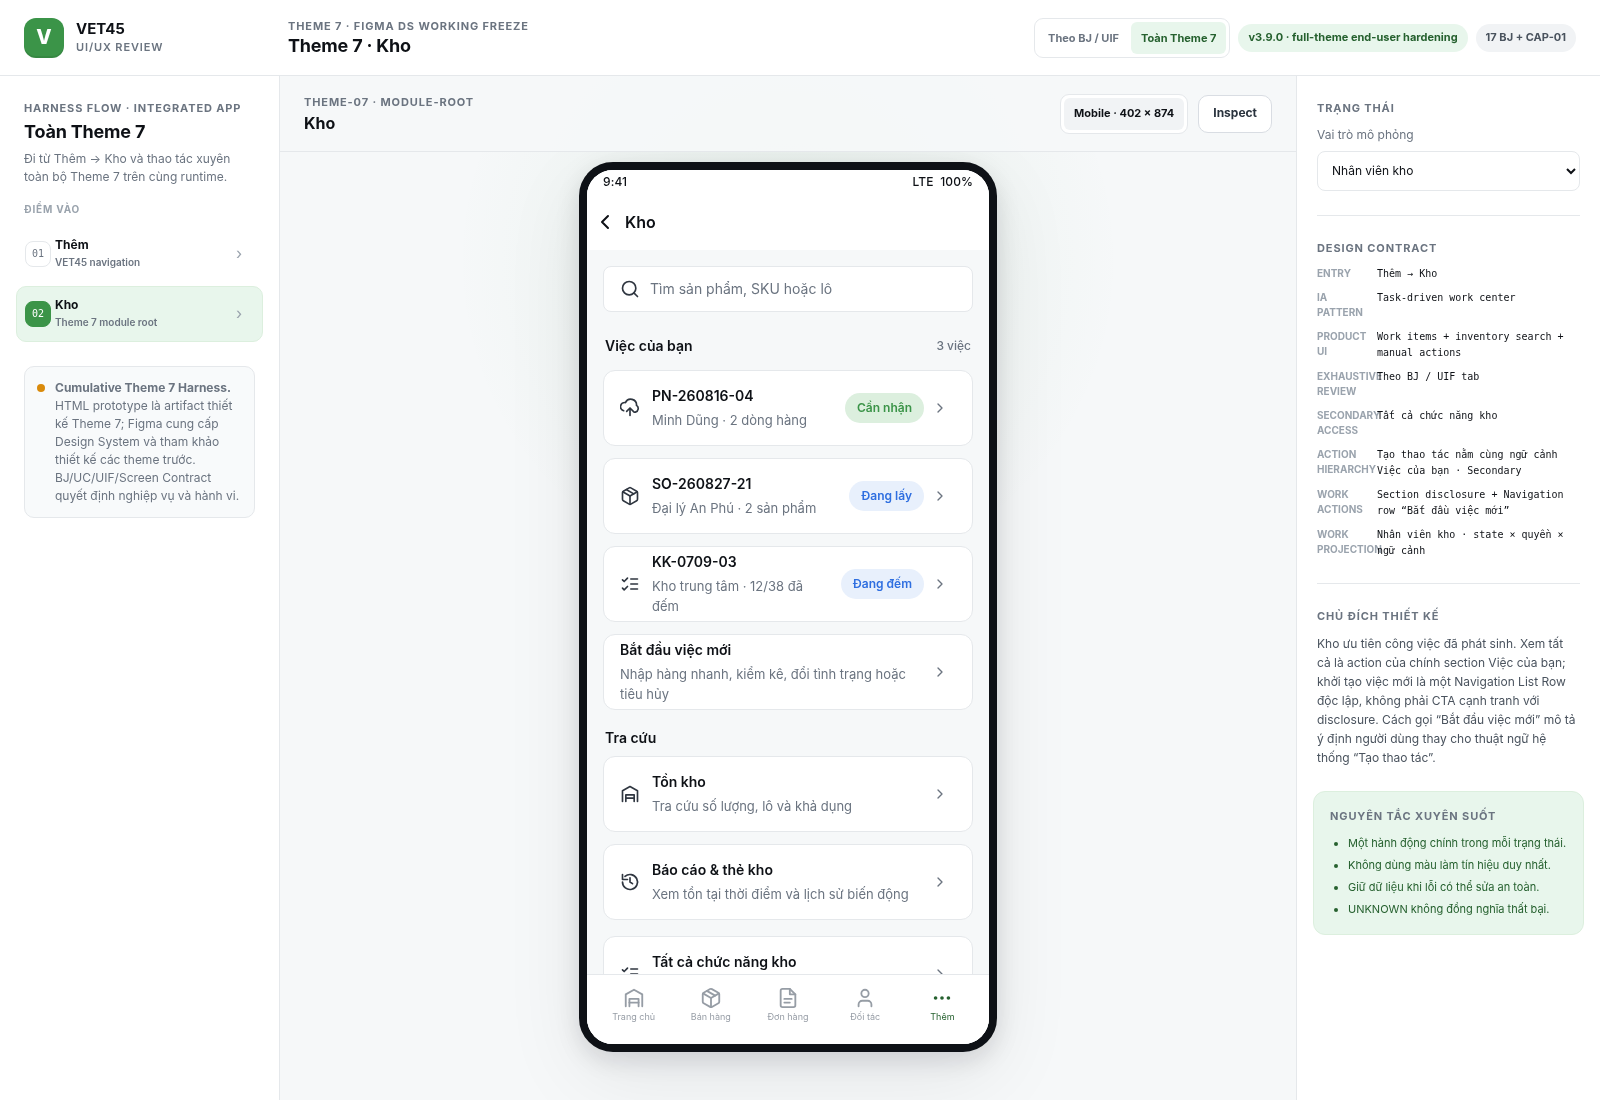 V
VET45
UI/UX REVIEW
THEME 7 · FIGMA DS WORKING FREEZE
Theme 7 · Kho
Theo BJ / UIF
Toàn Theme 7
v3.9.0 · full-theme end-user hardening
17 BJ + CAP-01
HARNESS FLOW · INTEGRATED APP
Toàn Theme 7
Đi từ Thêm → Kho và thao tác xuyên
toàn bộ Theme 7 trên cùng runtime.
ĐIỂM VÀO
01
Thêm
VET45 navigation
02
Kho
Theme 7 module root
Cumulative Theme 7 Harness.
HTML prototype là artifact thiết
kế Theme 7; Figma cung cấp
Design System và tham khảo
thiết kế các theme trước.
BJ/UC/UIF/Screen Contract
quyết định nghiệp vụ và hành vi.
THEME-07 · MODULE-ROOT
Kho
Mobile · 402 × 874
Inspect
9:41
LTE 100%
Kho
Tìm sản phẩm, SKU hoặc lô
Việc của bạn
3 việc
PN-260816-04
Minh Dũng · 2 dòng hàng
Cần nhận
SO-260827-21
Đại lý An Phú · 2 sản phẩm
Đang lấy
KK-0709-03
Kho trung tâm · 12/38 đã
đếm
Đang đếm
Bắt đầu việc mới
Nhập hàng nhanh, kiểm kê, đổi tình trạng hoặc
tiêu hủy
Tra cứu
Tồn kho
Tra cứu số lượng, lô và khả dụng
Báo cáo & thẻ kho
Xem tồn tại thời điểm và lịch sử biến động
Tất cả chức năng kho
Trang chủ
Bán hàng
Đơn hàng
Đối tác
Thêm
TRẠNG THÁI
Vai trò mô phỏng
Nhân viên kho
DESIGN CONTRACT
ENTRY
Thêm → Kho
IA
PATTERN
Task-driven work center
PRODUCT
UI
Work items + inventory search +
manual actions
EXHAUSTIVE
REVIEW
Theo BJ / UIF tab
SECONDARY
ACCESS
Tất cả chức năng kho
ACTION
HIERARCHY
Tạo thao tác nằm cùng ngữ cảnh
Việc của bạn · Secondary
WORK
ACTIONS
Section disclosure + Navigation
row “Bắt đầu việc mới”
WORK
PROJECTION
Nhân viên kho · state × quyền ×
ngữ cảnh
CHỦ ĐÍCH THIẾT KẾ
Kho ưu tiên công việc đã phát sinh. Xem tất
cả là action của chính section Việc của bạn;
khởi tạo việc mới là một Navigation List Row
độc lập, không phải CTA cạnh tranh với
disclosure. Cách gọi “Bắt đầu việc mới” mô tả
ý định người dùng thay cho thuật ngữ hệ
thống “Tạo thao tác”.
NGUYÊN TẮC XUYÊN SUỐT
• Một hành động chính trong mỗi trạng thái.
• Không dùng màu làm tín hiệu duy nhất.
• Giữ dữ liệu khi lỗi có thể sửa an toàn.
• UNKNOWN không đồng nghĩa thất bại.